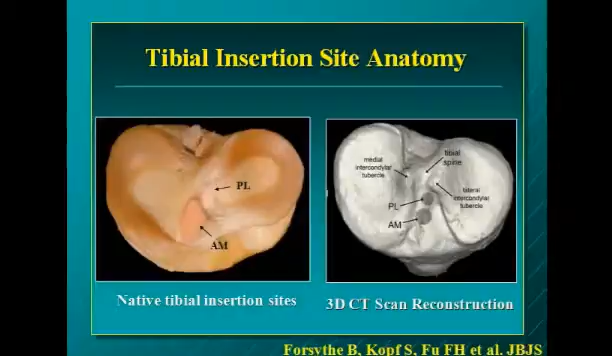 Tibial Insertion Site Anatomy
PL
AM
medial
intercondylar
tubercle
tibial
spine
lateral
intercondylar
tubercle
PL
AM
Native tibial insertion sites
3D CT Scan Reconstruction
Forsythe B, Kopf S, Fu FH et al. JBJS